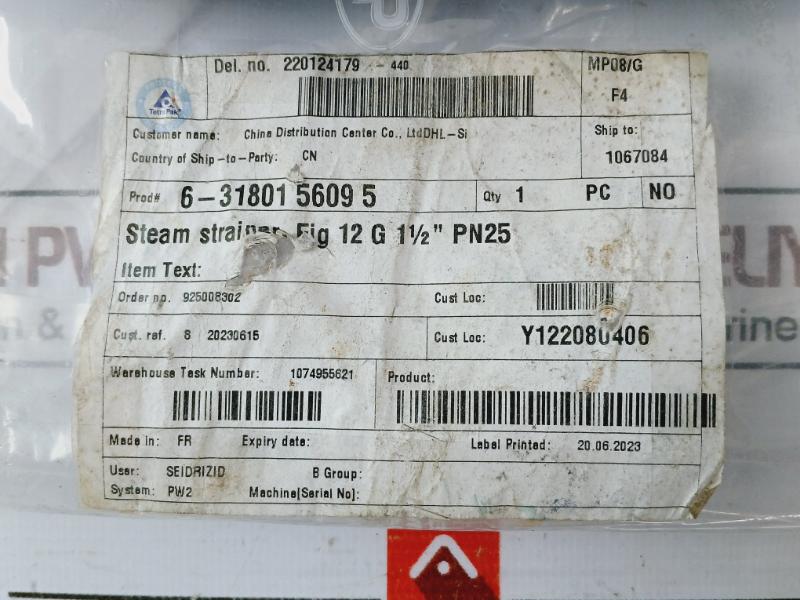 Del. no. 220124179 - 440 MP08/G
F4
Tetra Pak
Customer name: China Distribution Center Co., LtdDHL-Si Ship to:
Country of Ship-to-Party: CN 1067084
Prod# 6-31801 5609 5 Qty 1 PC NO
Steam strainer, Fig 12 G 1½" PN25
Item Text:
Order no. 925008302 Cust Loc:
Cust. ref. 8 20230615 Cust Loc: Y122080406
Warehouse Task Number: 1074955621 Product:
Made in: FR Expiry date: Label Printed: 20.06.2023
User: SEIDRIZID B Group:
System: PW2 Machine(Serial No):